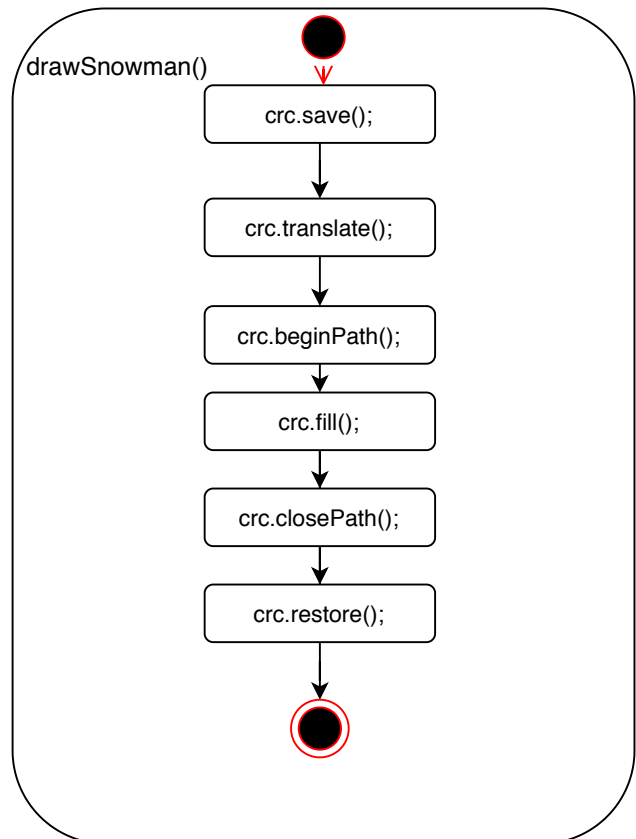 drawSnowman()
crc.save();
crc.translate();
crc.beginPath();
crc.fill();
crc.closePath();
crc.restore();